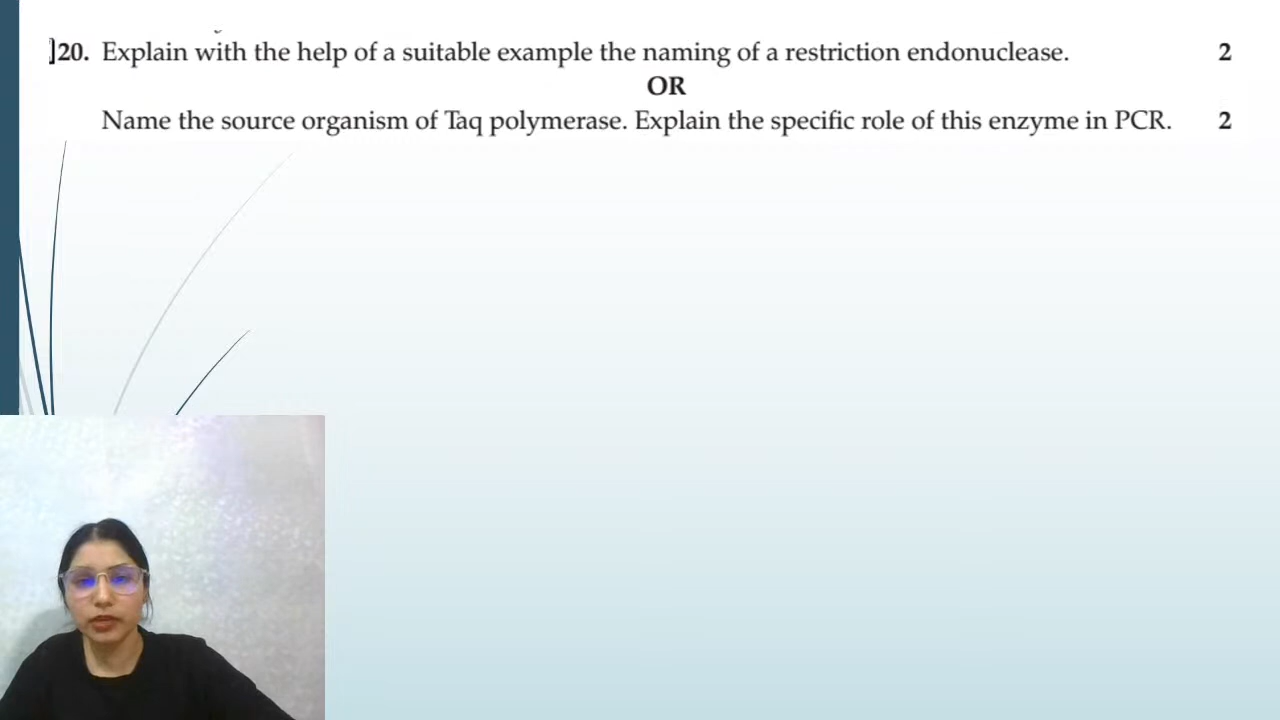 ]20. Explain with the help of a suitable example the naming of a restriction endonuclease. 2
OR
Name the source organism of Taq polymerase. Explain the specific role of this enzyme in PCR. 2